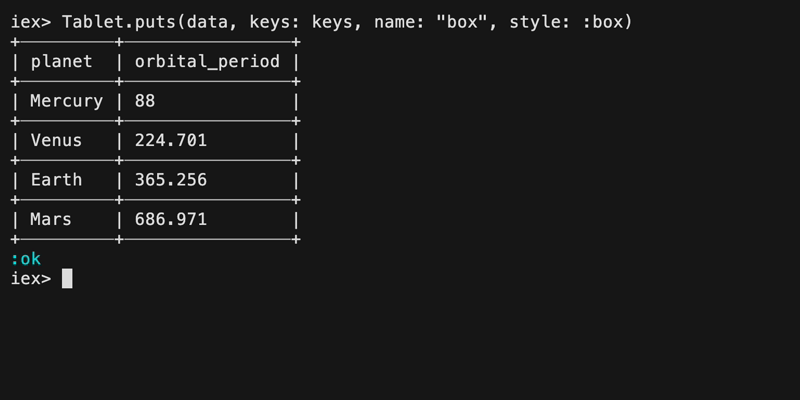 iex> Tablet.puts(data, keys: keys, name: "box", style: :box)
+---------+----------------+
| planet  | orbital_period |
+---------+----------------+
| Mercury | 88             |
+---------+----------------+
| Venus   | 224.701        |
+---------+----------------+
| Earth   | 365.256        |
+---------+----------------+
| Mars    | 686.971        |
+---------+----------------+
:ok
iex>